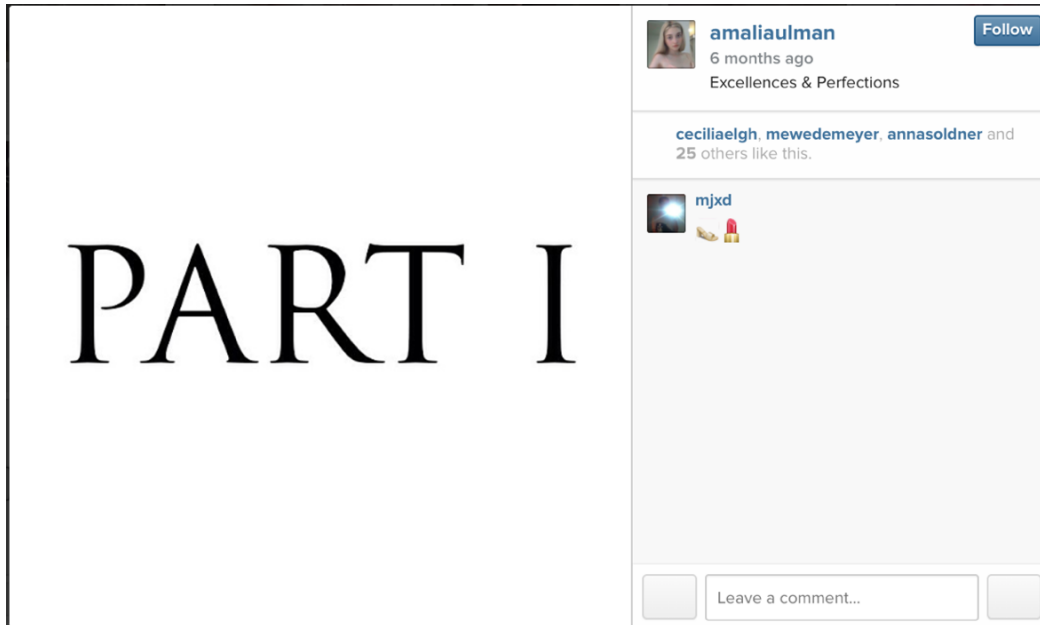 PART I
amaliaulman
Follow
6 months ago
Excellences & Perfections
ceciliaelgh, mewedemeyer, annasoldner and
25 others like this.
mjxd
Leave a comment...